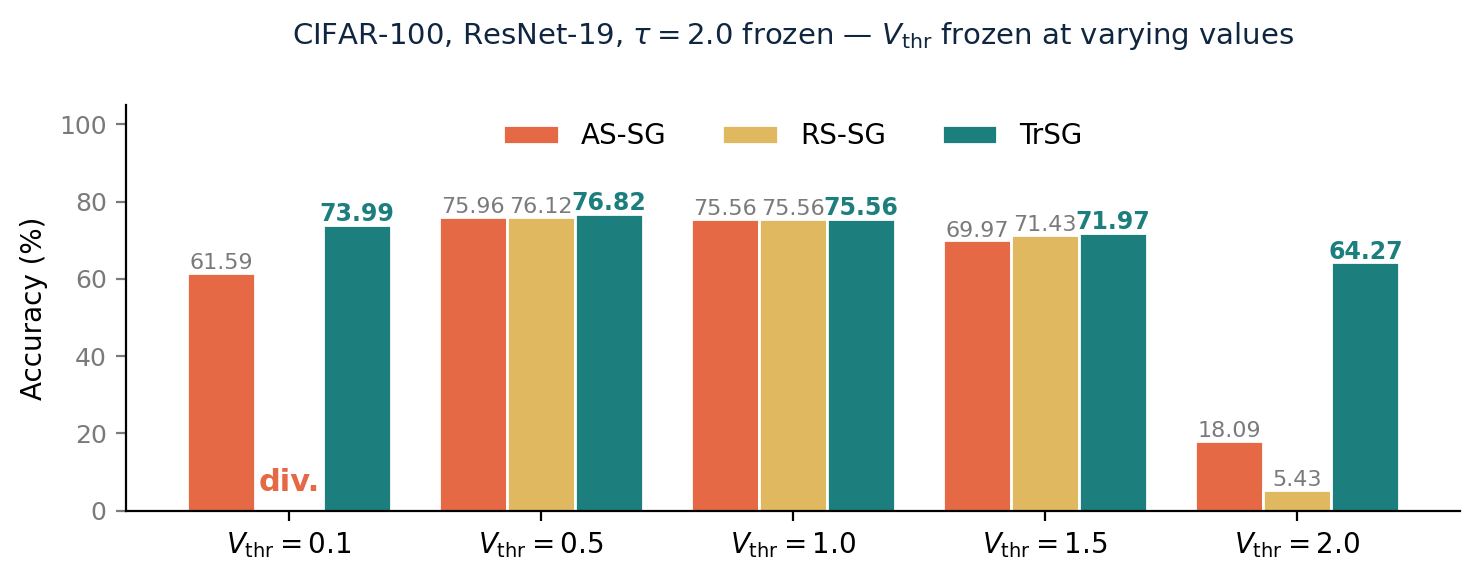 CIFAR-100, ResNet-19, τ = 2.0 frozen — V_thr frozen at varying values
AS-SG RS-SG TrSG
Accuracy (%)
100
80
60
40
20
0
61.59 div. 73.99
75.96 76.12 76.82
75.56 75.56 75.56
69.97 71.43 71.97
18.09 5.43 64.27
V_thr = 0.1 V_thr = 0.5 V_thr = 1.0 V_thr = 1.5 V_thr = 2.0